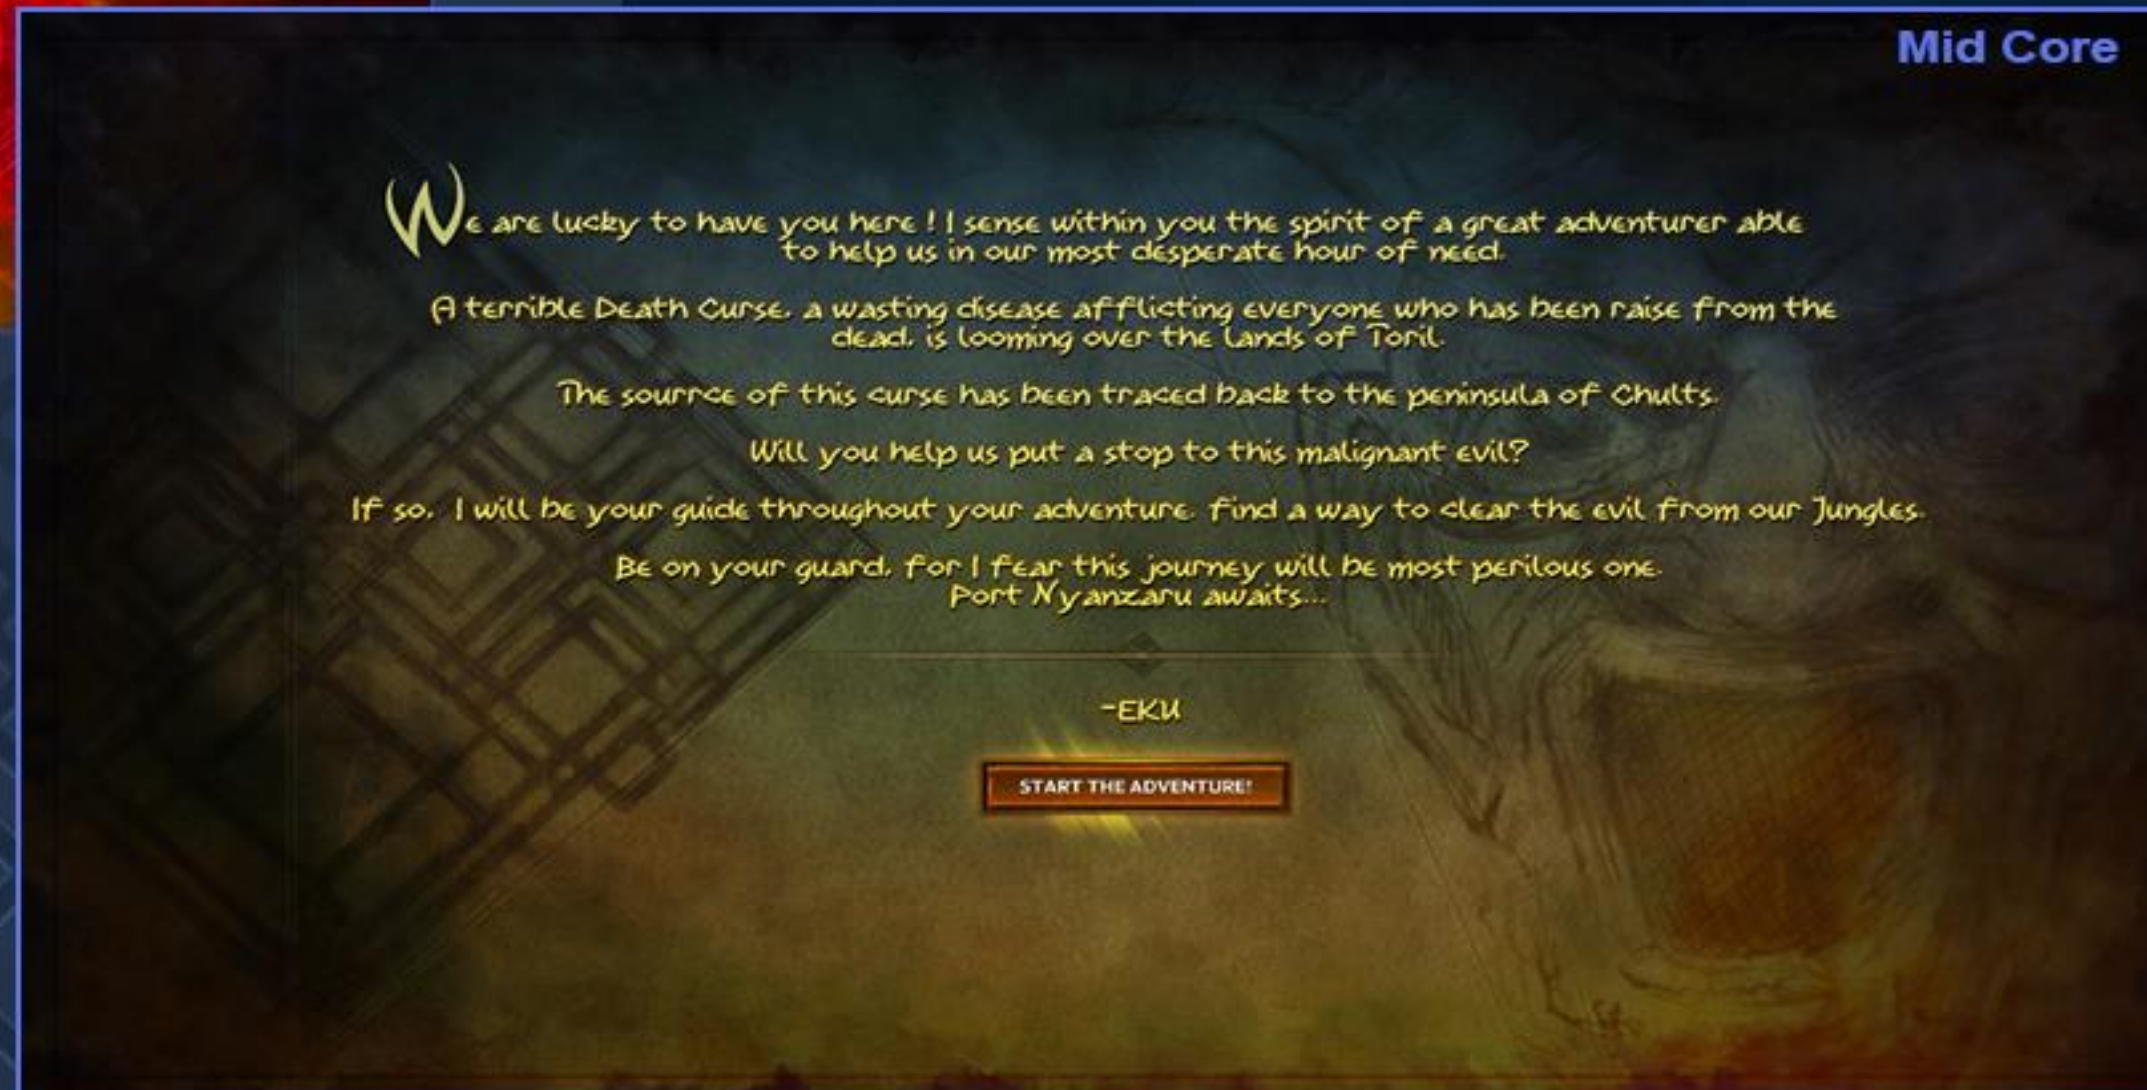 Mid Core
We are lucky to have you here ! I sense within you the spirit of a great adventurer able
to help us in our most desperate hour of need.
A terrible Death Curse, a wasting disease afflicting everyone who has been raise from the
dead, is looming over the lands of Toril.
The sourrce of this curse has been traced back to the peninsula of Chults.
Will you help us put a stop to this malignant evil?
If so, I will be your guide throughout your adventure. Find a way to clear the evil from our Jungles.
Be on your guard, for I fear this journey will be most perilous one.
Port Nyanzaru awaits...
-EKU
START THE ADVENTURE!